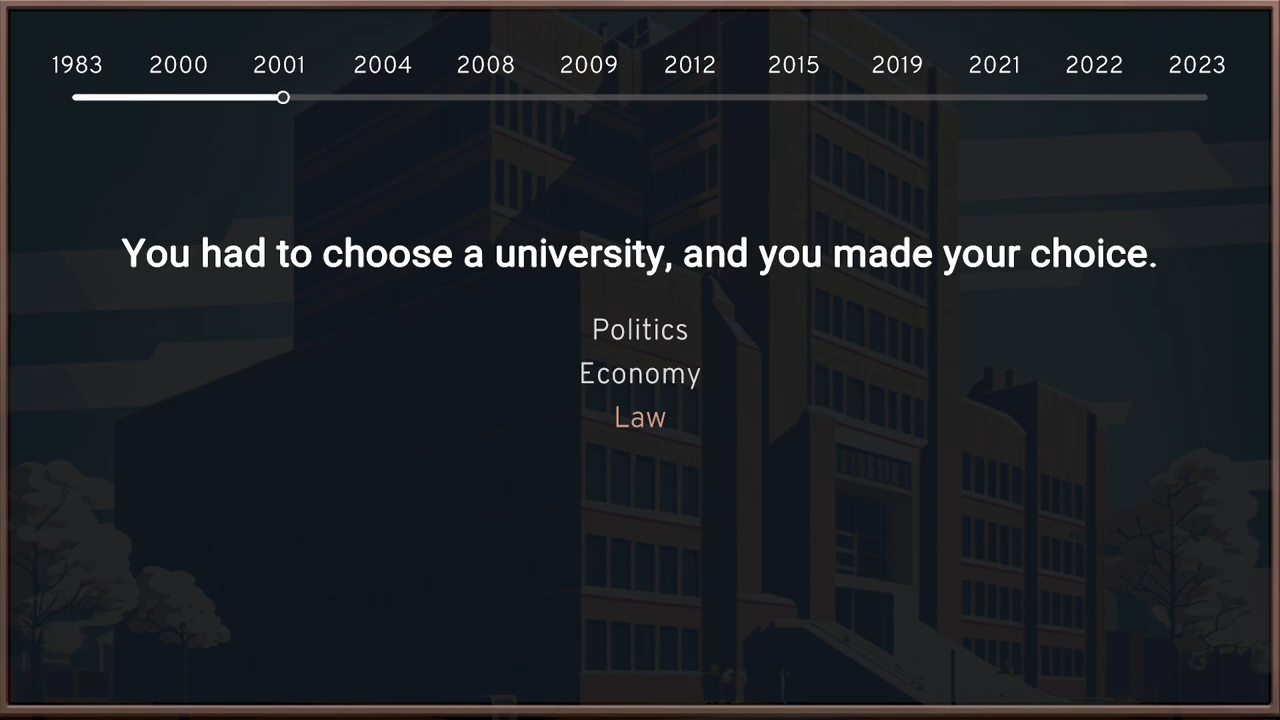 1983 2000 2001 2004 2008 2009 2012 2015 2019 2021 2022 2023
You had to choose a university, and you made your choice.
Politics
Economy
Law